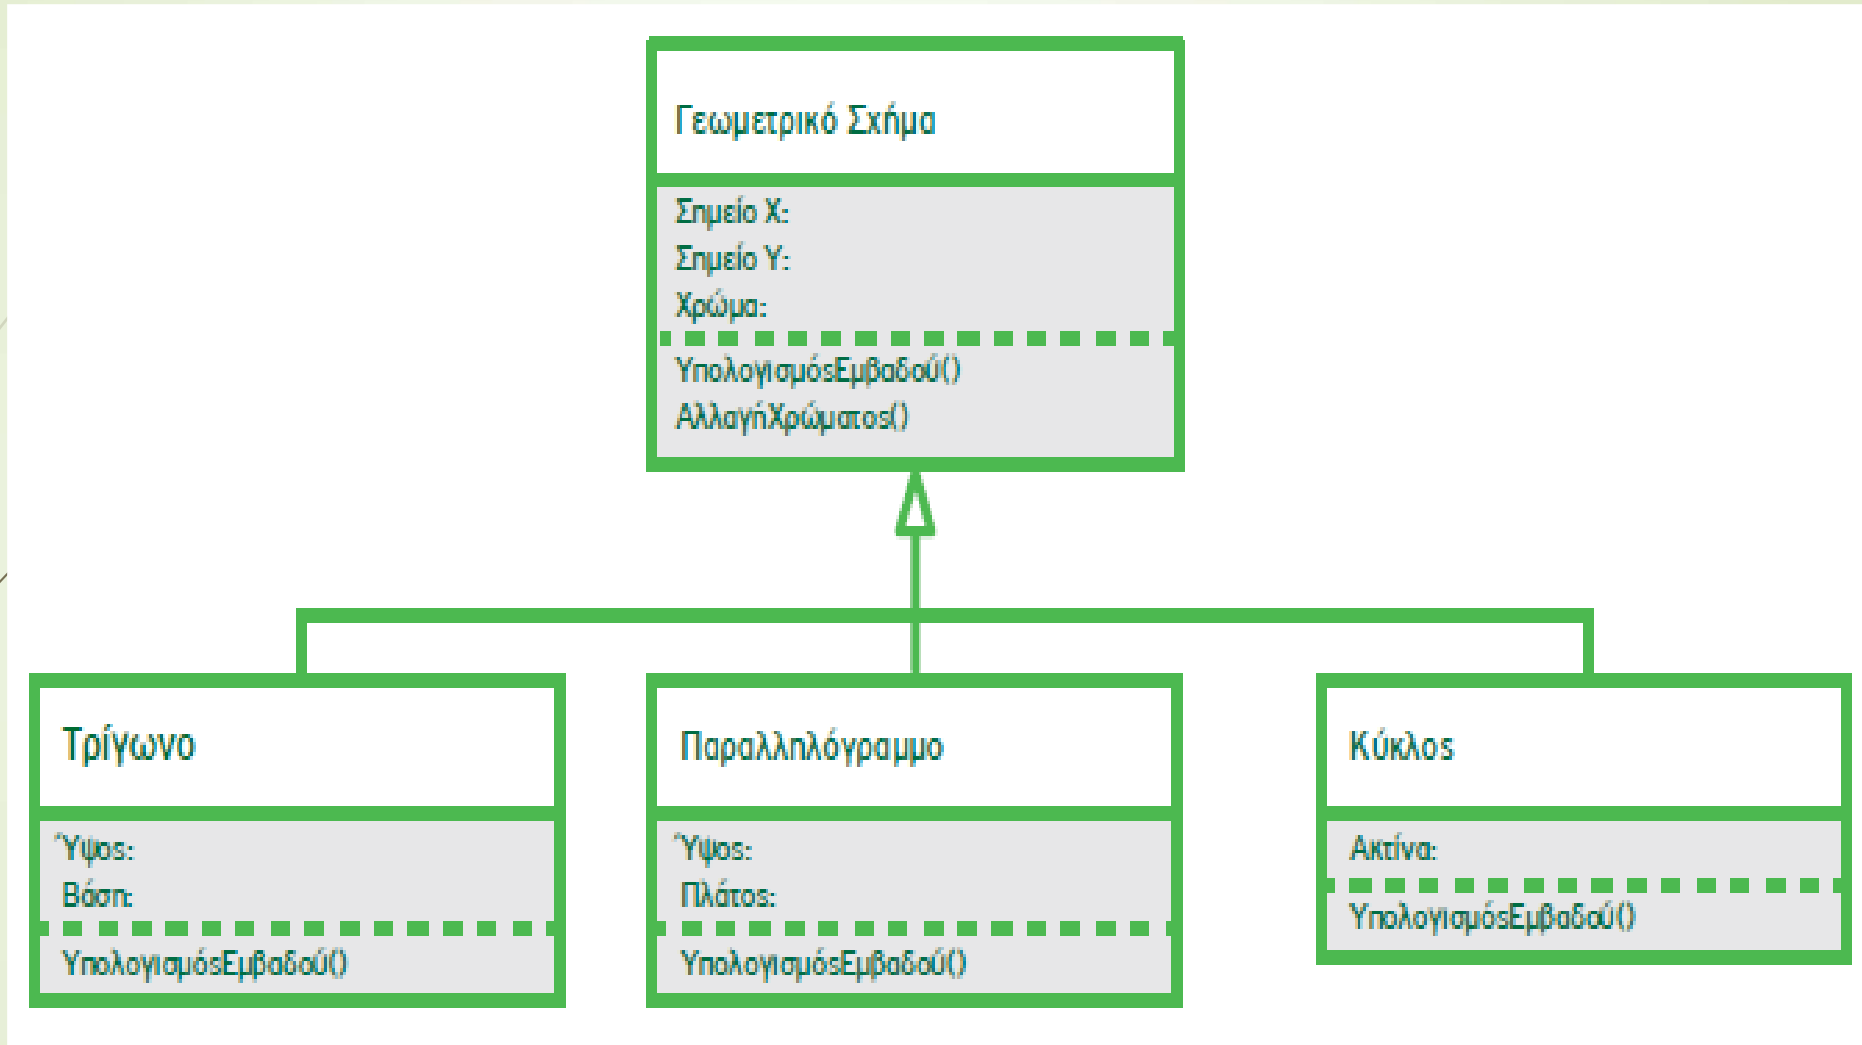 Γεωμετρικό Σχήμα
Σημείο Χ:
Σημείο Υ:
Χρώμα:
ΥπολογισμόςΕμβαδού()
ΑλλαγήΧρώματος()
Τρίγωνο
Ύψος:
Βάση:
ΥπολογισμόςΕμβαδού()
Παραλληλόγραμμο
Ύψος:
Πλάτος:
ΥπολογισμόςΕμβαδού()
Κύκλος
Ακτίνα:
ΥπολογισμόςΕμβαδού()